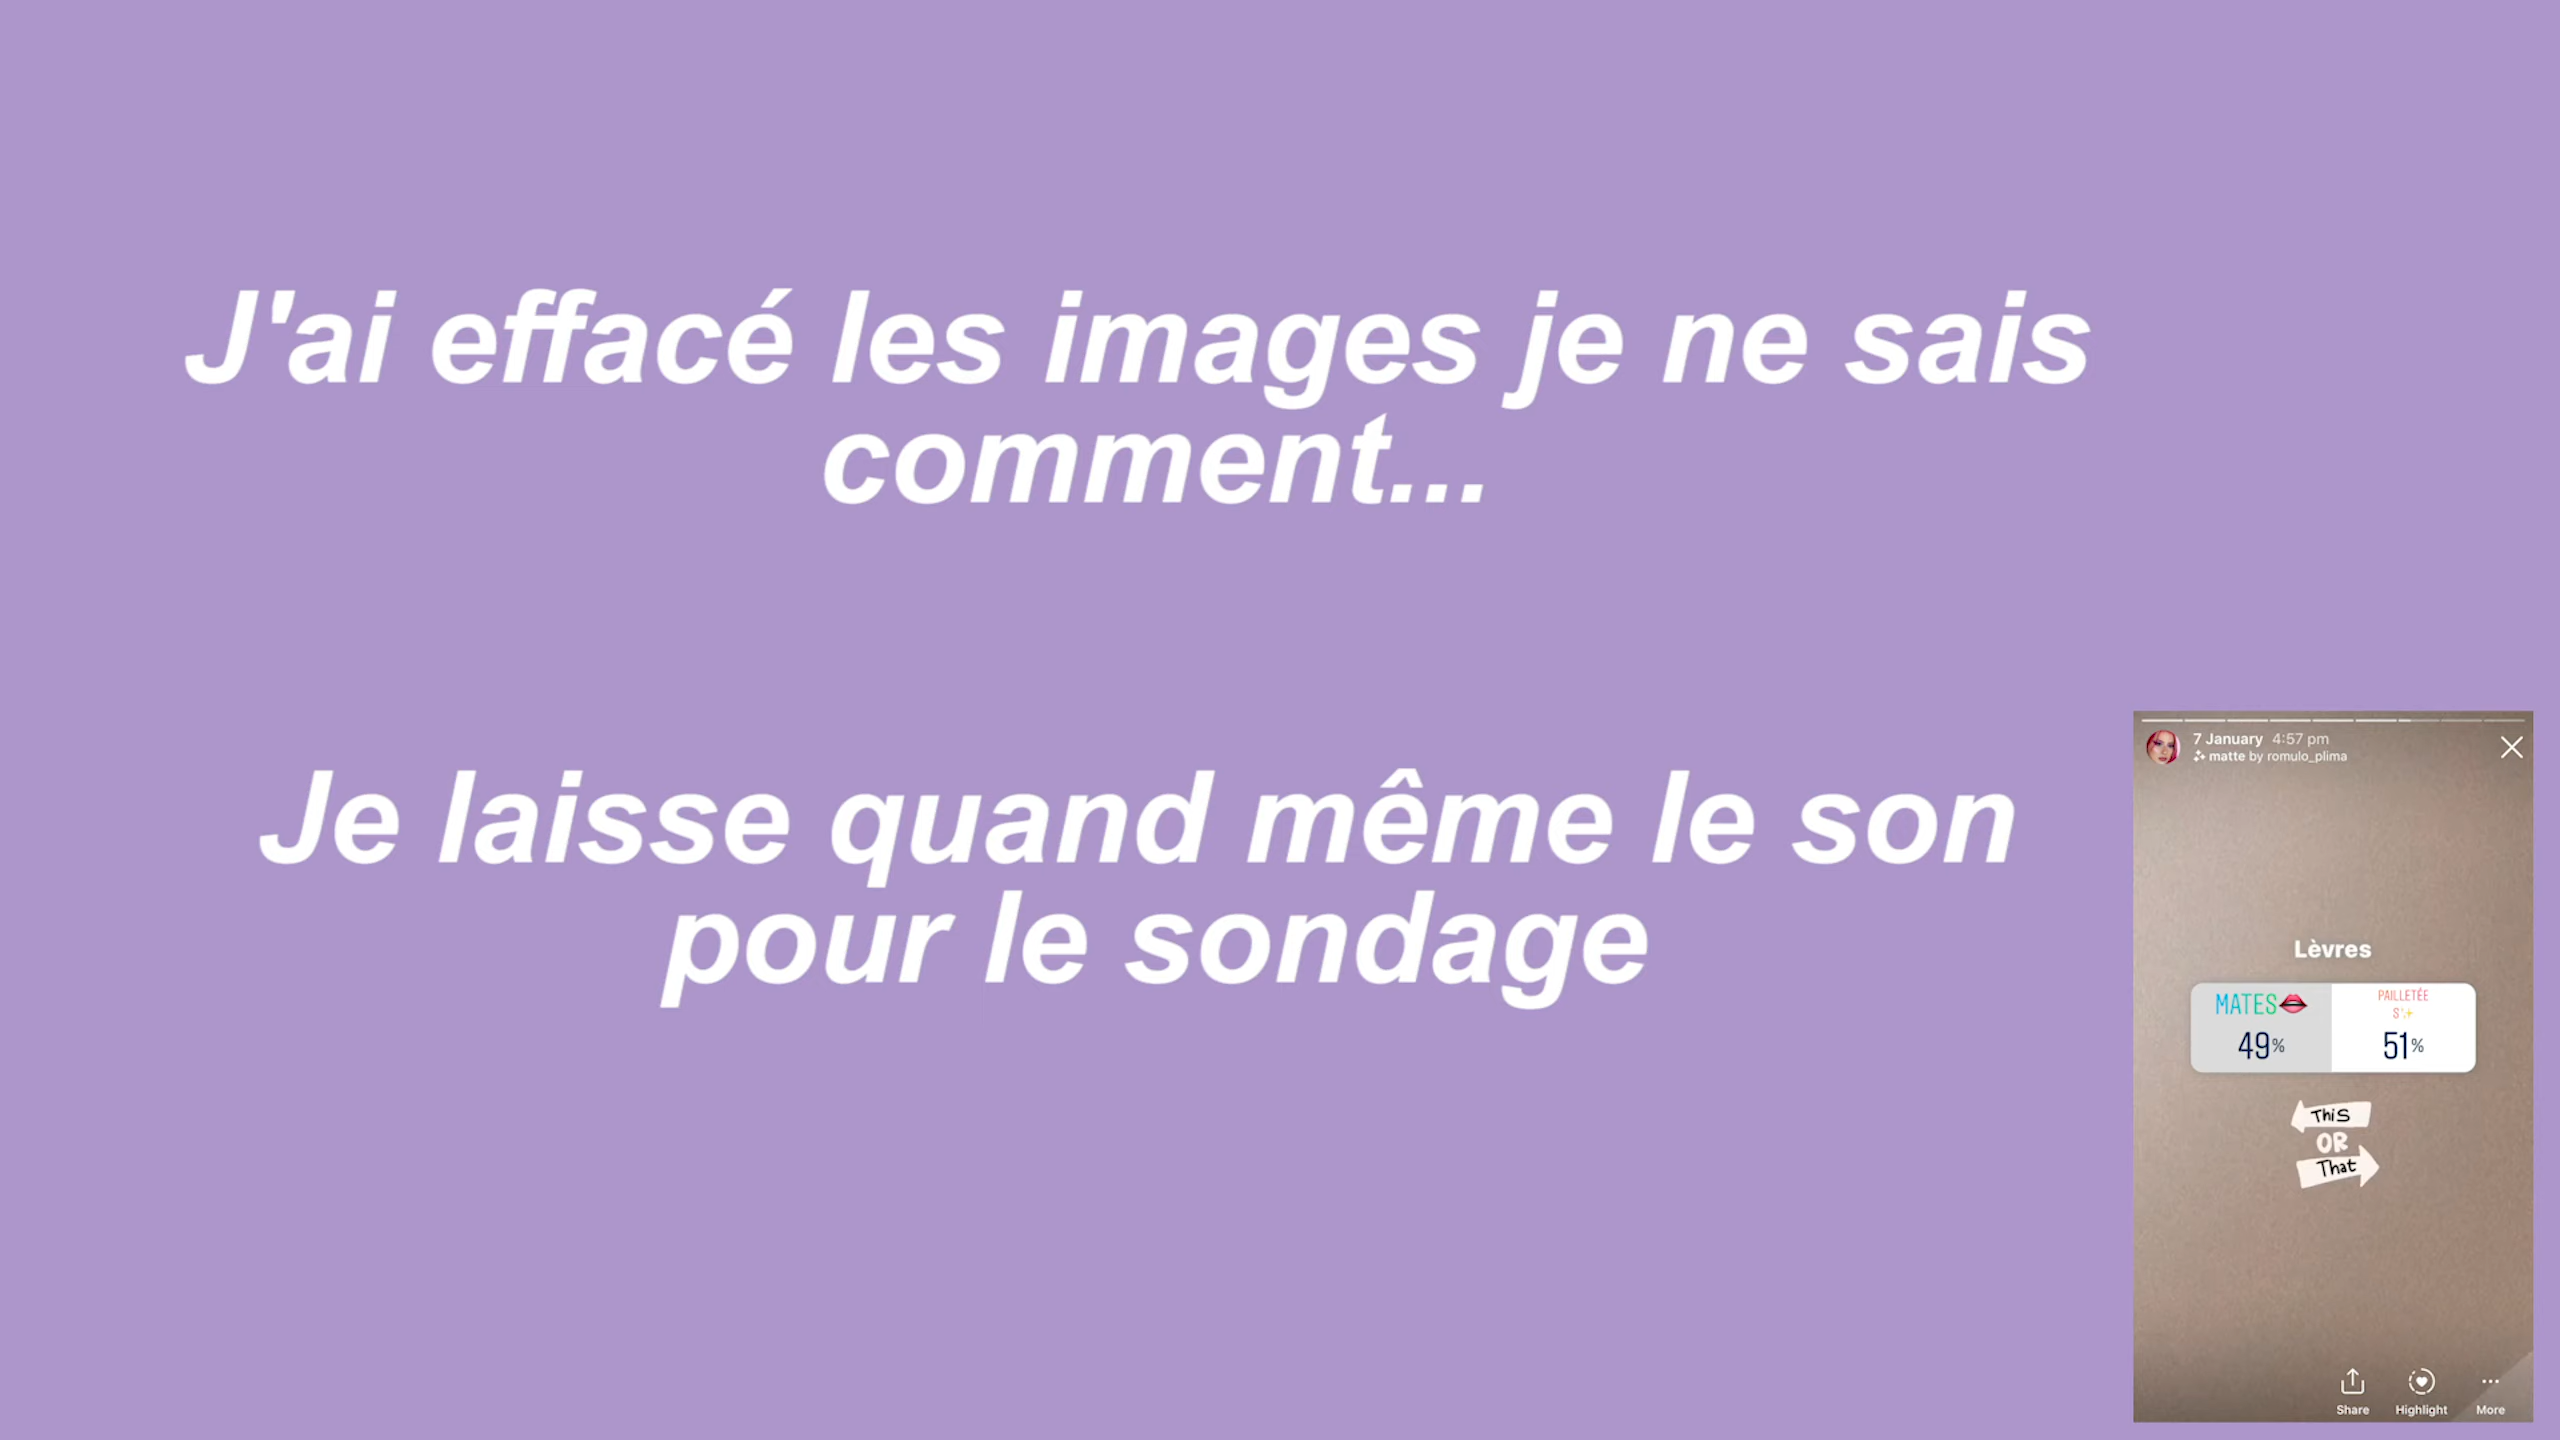 J'ai effacé les images je ne sais
comment...
Je laisse quand même le son
pour le sondage
7 January 4:57 pm
matte by romulo_plima
Lèvres
MATES PAILLETÉE
S
49% 51%
This
OR
That
Share Highlight More